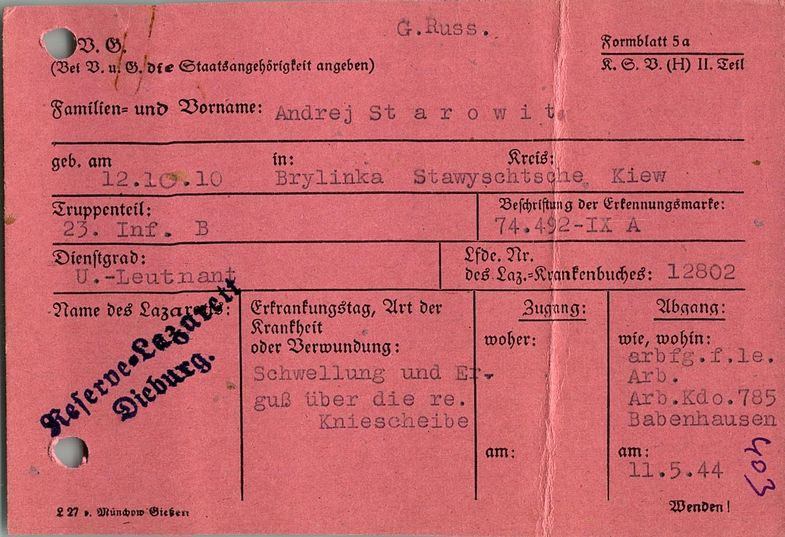 G.Russ.
V. G.
Formblatt 5a
(Bei V. u. G. die Staatsangehörigkeit angeben)
K. S. V. (H) II. Teil
Familien- und Vorname: Andrej Starowit.
geb. am in: Kreis:
12.10.10 Brylinka Stawyschtsche Kiew
Truppenteil: Beschriftung der Erkennungsmarke:
23. Inf. B 74.492-IX A
Dienstgrad: Lfde. Nr.
U.-Leutnant des Laz.-Krankenbuches: 12802
Name des Lazaretts: Erkrankungstag, Art der Krankheit oder Verwundung: Zugang: Abgang:
Reserve-Lazarett
Dieburg.
Schwellung und Er-
guß über die re.
Kniescheibe
woher:
am:
wie, wohin:
arbfg.f.le.
Arb.
Arb.Kdo.785
Babenhausen
am:
11.5.44
403
L 27 v. Münchow Gießen
Wenden!